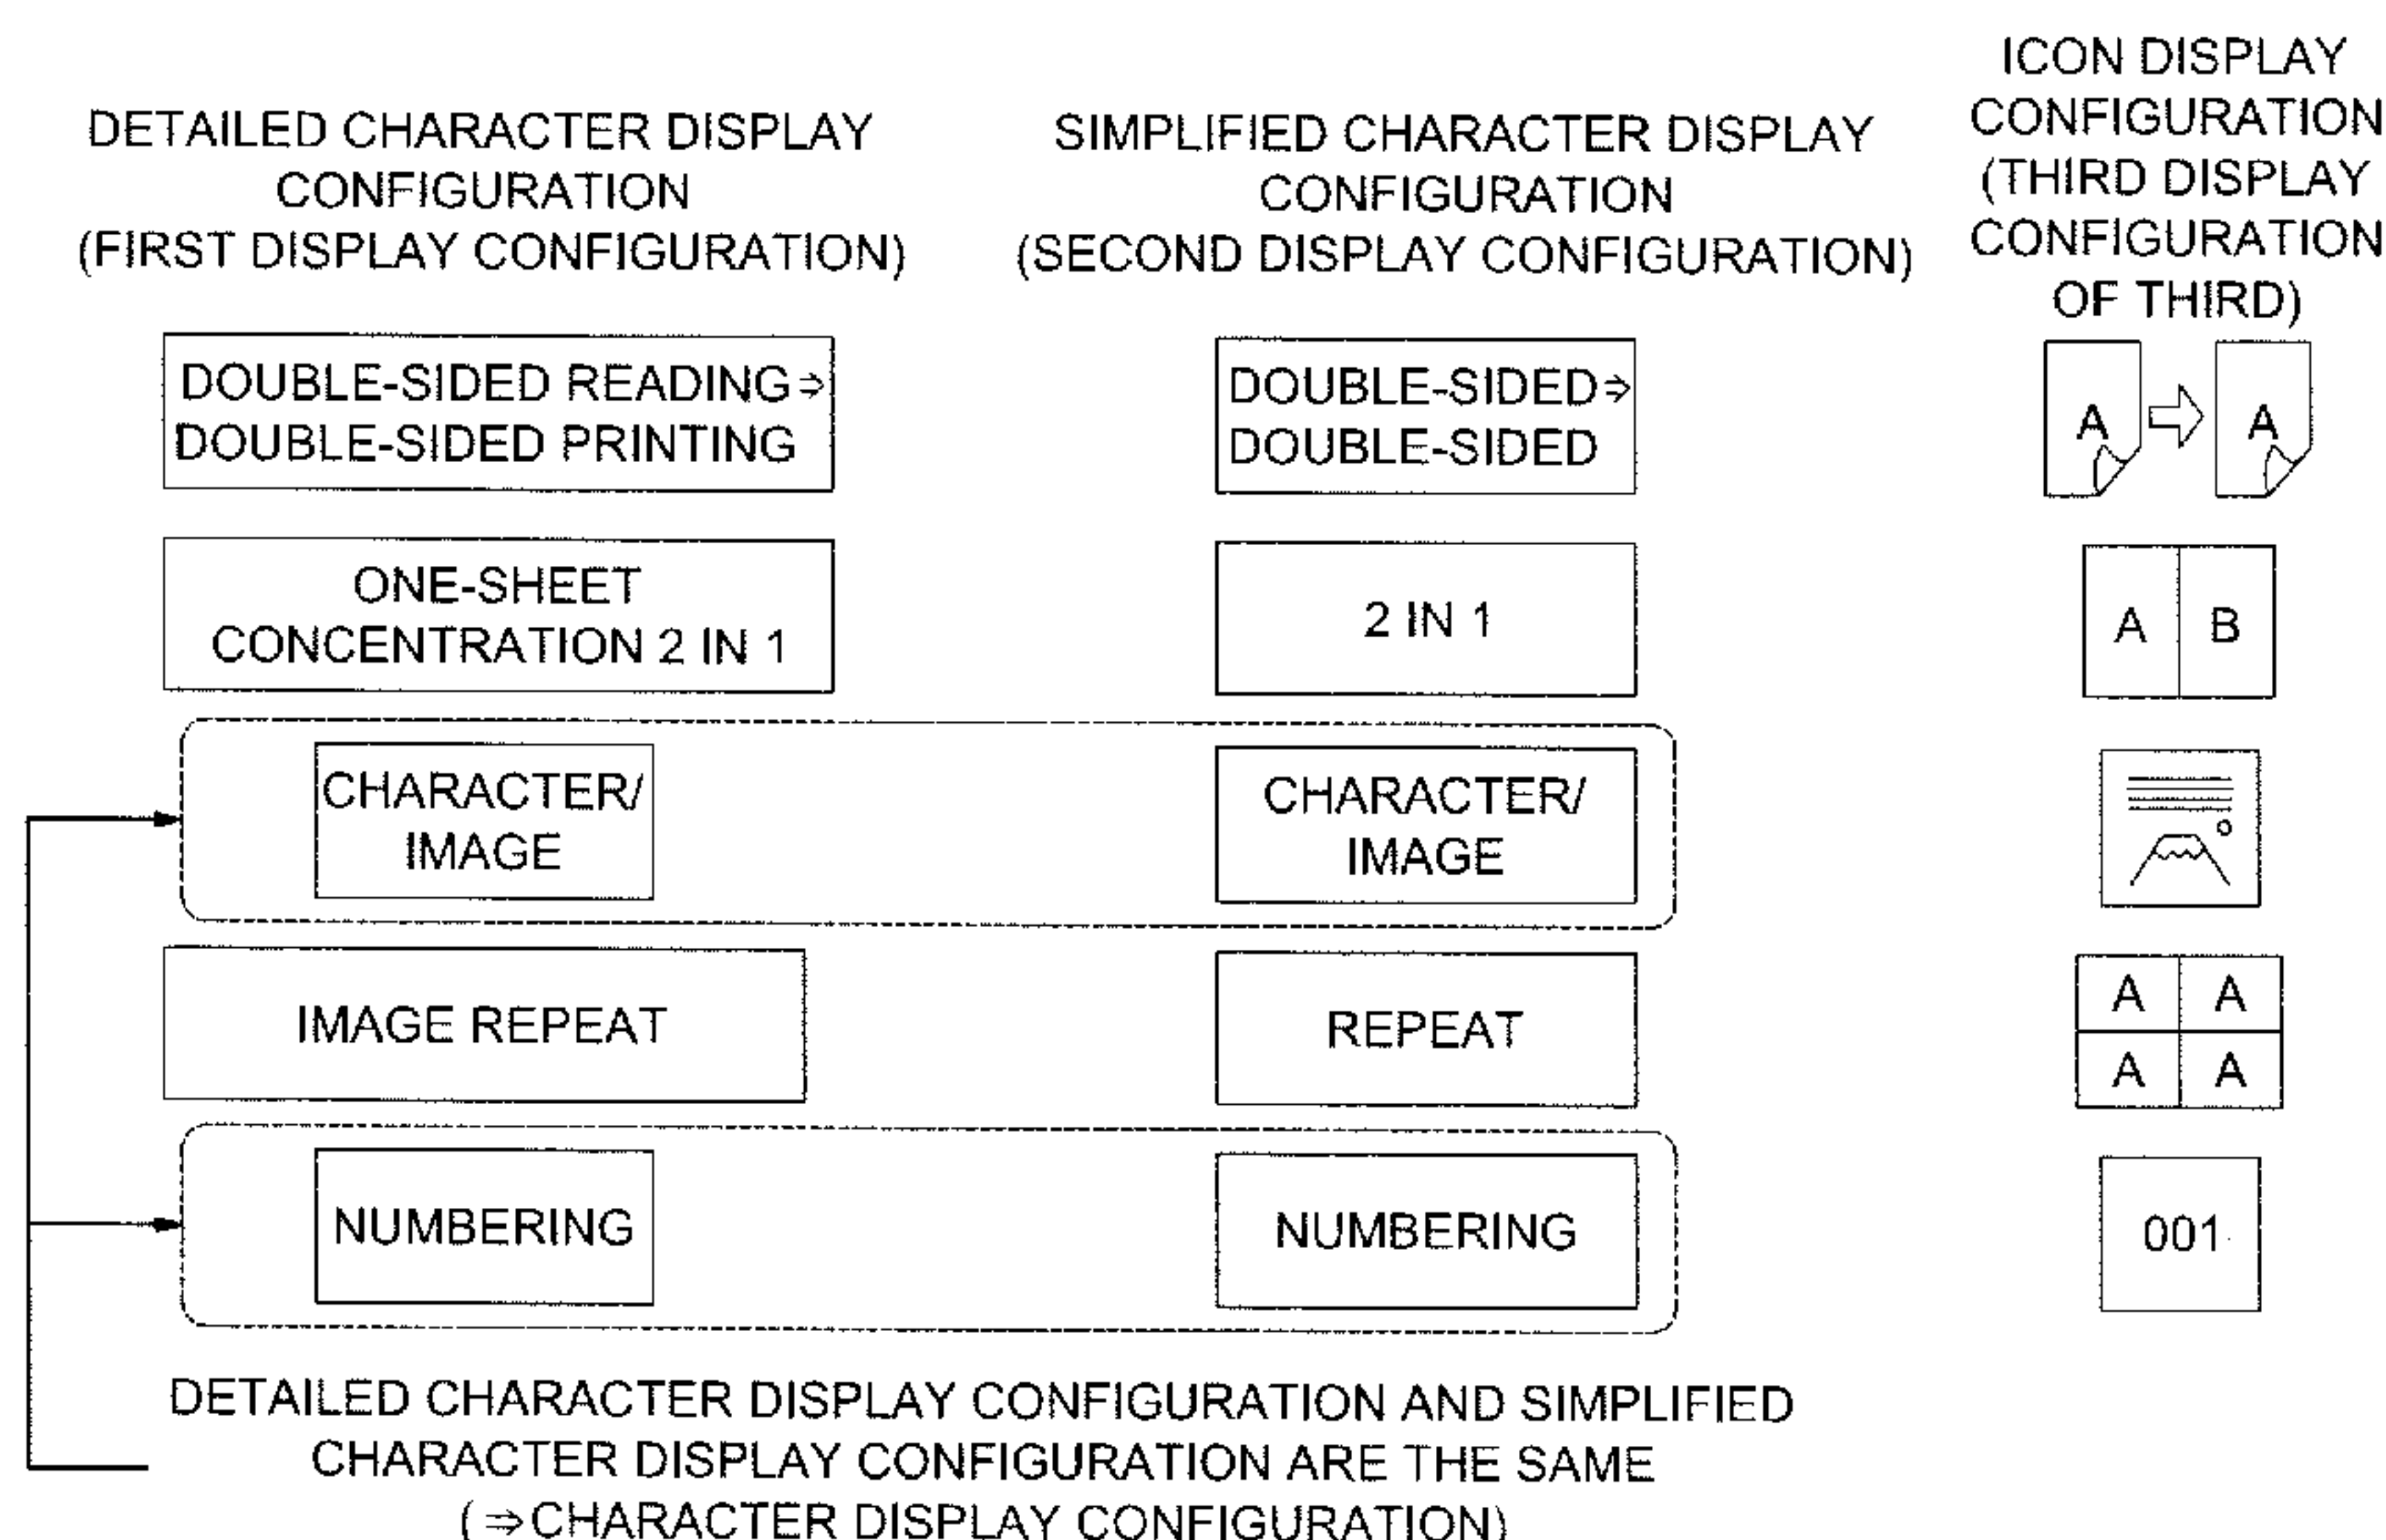 DETAILED CHARACTER DISPLAY
CONFIGURATION
(FIRST DISPLAY CONFIGURATION)
SIMPLIFIED CHARACTER DISPLAY
CONFIGURATION
(SECOND DISPLAY CONFIGURATION)
ICON DISPLAY
CONFIGURATION
(THIRD DISPLAY
CONFIGURATION
OF THIRD)
DOUBLE-SIDED READING⇒
DOUBLE-SIDED PRINTING
DOUBLE-SIDED⇒
DOUBLE-SIDED
A ⇒ A
ONE-SHEET
CONCENTRATION 2 IN 1
2 IN 1
A B
CHARACTER/
IMAGE
CHARACTER/
IMAGE
IMAGE REPEAT
REPEAT
A A
A A
NUMBERING
NUMBERING
001
DETAILED CHARACTER DISPLAY CONFIGURATION AND SIMPLIFIED
CHARACTER DISPLAY CONFIGURATION ARE THE SAME
(⇒CHARACTER DISPLAY CONFIGURATION)